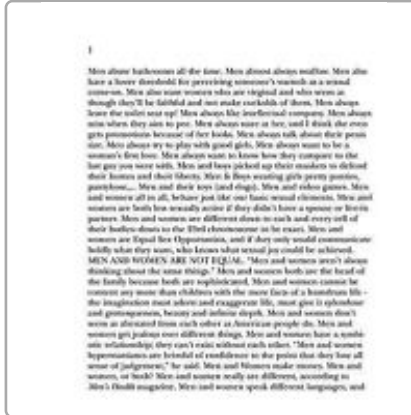 1
Men abuse bathrooms all the time. Men almost always swallow. Men also
have a lower threshold for perceiving someone's warmth as a sexual
come-on. Men also want women who are virginal and who seem as
though they'll be faithful and not make cuckolds of them. Men always
leave the toilet seat up! Men always like intellectual company. Men always
miss when they aim to pee. Men always stare at her, and I think she even
gets promotions because of her looks. Men always talk about their penis
size. Men always try to play with good girls. Men always want to be a
woman's first love. Men always want to know how they compare to the
last guy you were with. Men and boys picked up their muskets to defend
their homes and their liberty. Men & Boys wearing girls pretty panties,
pantyhose,... Men and their toys (and rings). Men and video games. Men
and women all in all, behave just like our basic sexual elements. Men and
women are both less sexually active if they didn't have a spouse or live-in
partner. Men and women are different down to each and every cell of
their bodies down to the 23rd chromosome to be exact. Men and
women are Equal Sex Opportunists, and if they only would communicate
boldly what they want, who knows what sexual joy could be achieved.
MEN AND WOMEN ARE NOT EQUAL. "Men and women aren't always
thinking about the same things." Men and women both are the head of
the family because both are sophisticated. Men and women cannot be
content any more than children with the mere facts of a humdrum life -
the imagination must adorn and exaggerate life, must give it splendour
and grotesqueness, beauty and infinite depth. Men and women don't
seem as alienated from each other as American people do. Men and
women get jealous over different things. Men and women have a symbi-
otic relationship; they can't exist without each other. "Men and women
hypernatians are brimful of confidence to the point that they lose all
sense of judgement," he said. Men and Women make money. Men and
women, or both? Men and women really are different, according to
Men's Health magazine. Men and women speak different languages, and